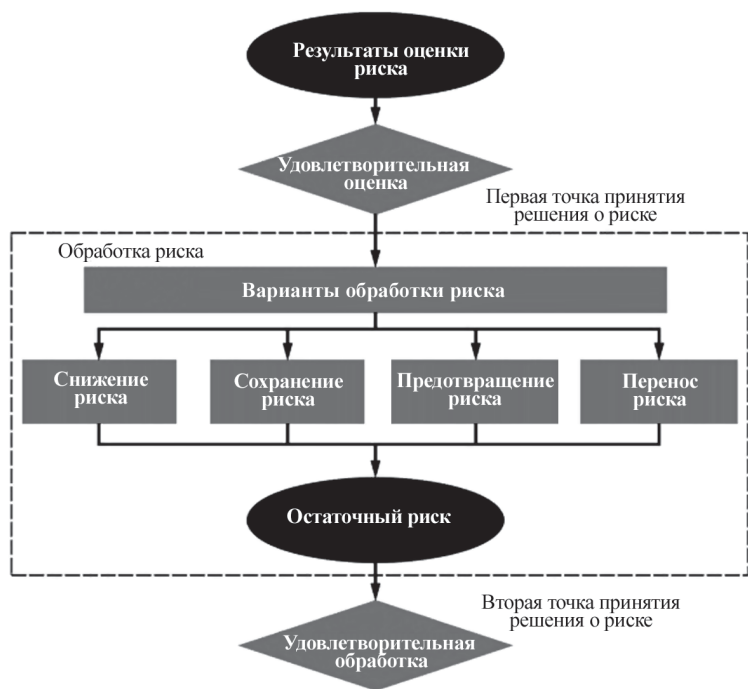 Результаты оценки
риска
Удовлетворительная
оценка
Первая точка принятия
решения о риске
Обработка риска
Варианты обработки риска
Снижение
риска
Сохранение
риска
Предотвращение
риска
Перенос
риска
Остаточный риск
Вторая точка принятия
решения о риске
Удовлетворительная
обработка